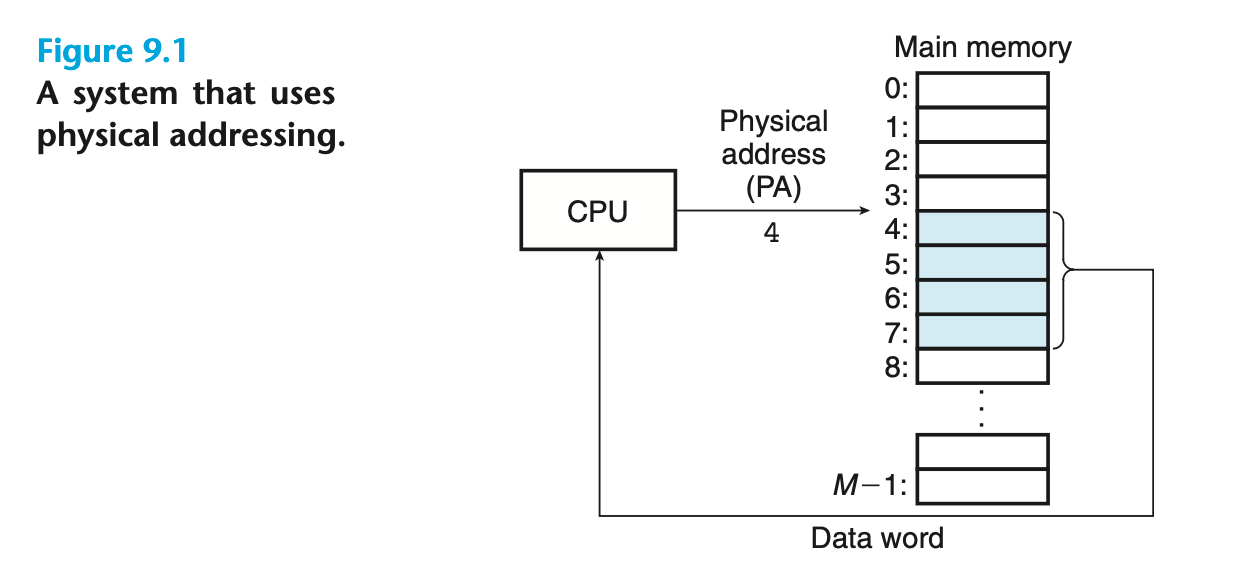 Figure 9.1
A system that uses
physical addressing.
Main memory
0:
1:
2:
3:
4:
5:
6:
7:
8:
M−1:
Physical
address
(PA)
4
CPU
Data word